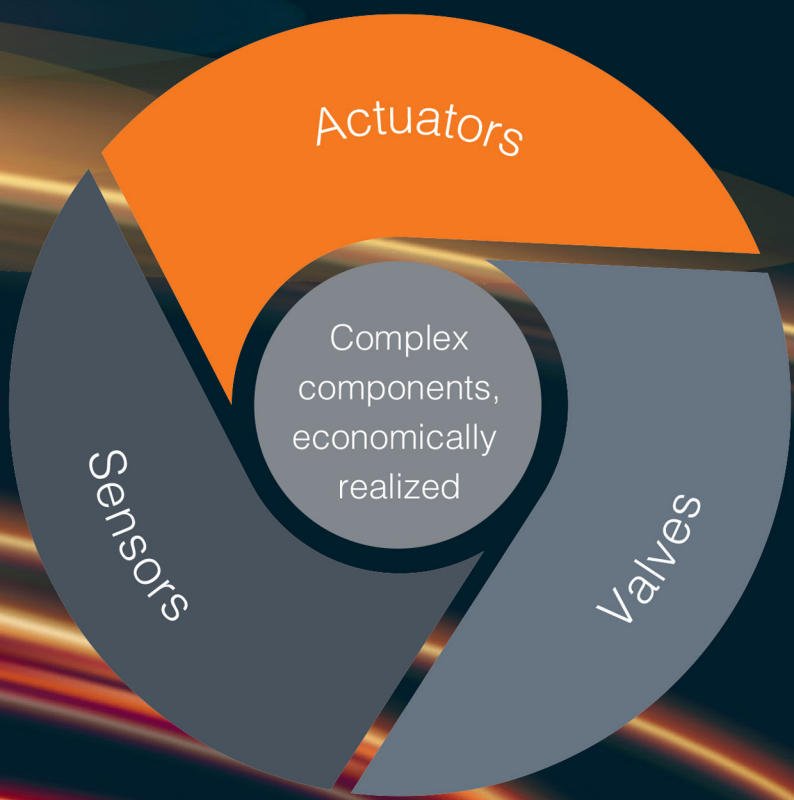 Actuators
Complex
components,
economically
realized
Sensors
Valves